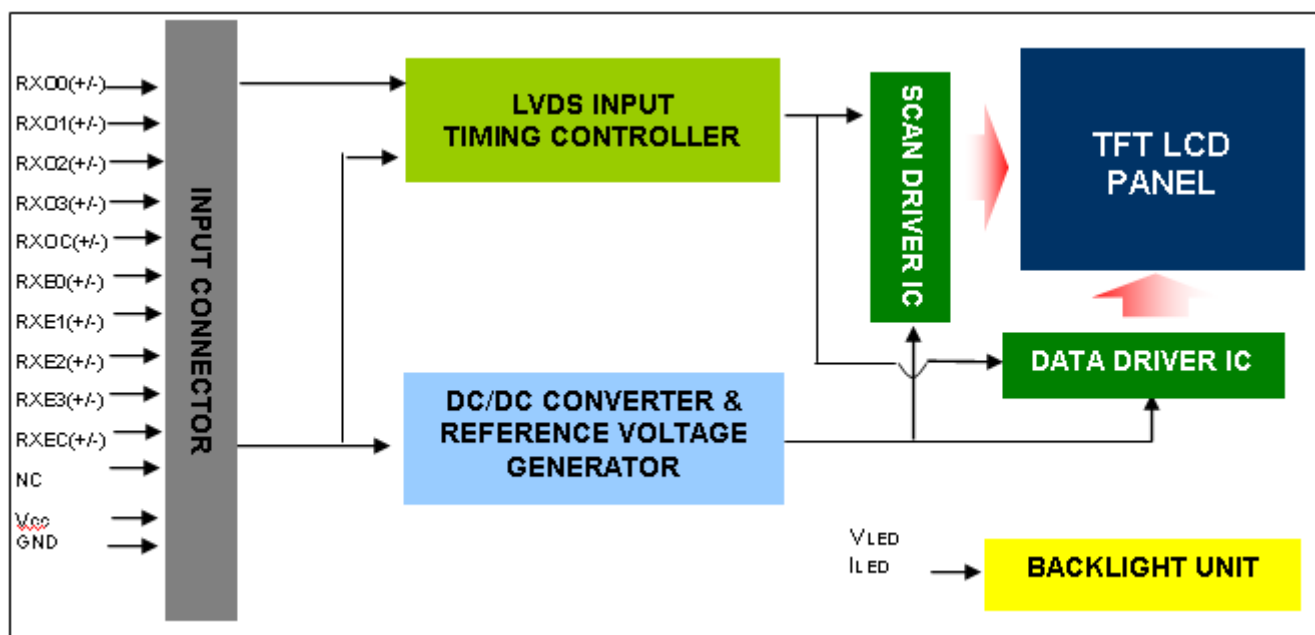 RXO0(+/-)
RXO1(+/-)
RXO2(+/-)
RXO3(+/-)
RXOC(+/-)
RXE0(+/-)
RXE1(+/-)
RXE2(+/-)
RXE3(+/-)
RXEC(+/-)
NC
Vcc
GND
INPUT CONNECTOR
LVDS INPUT
TIMING CONTROLLER
DC/DC CONVERTER &
REFERENCE VOLTAGE
GENERATOR
SCAN DRIVER IC
TFT LCD
PANEL
DATA DRIVER IC
VLED
ILED
BACKLIGHT UNIT